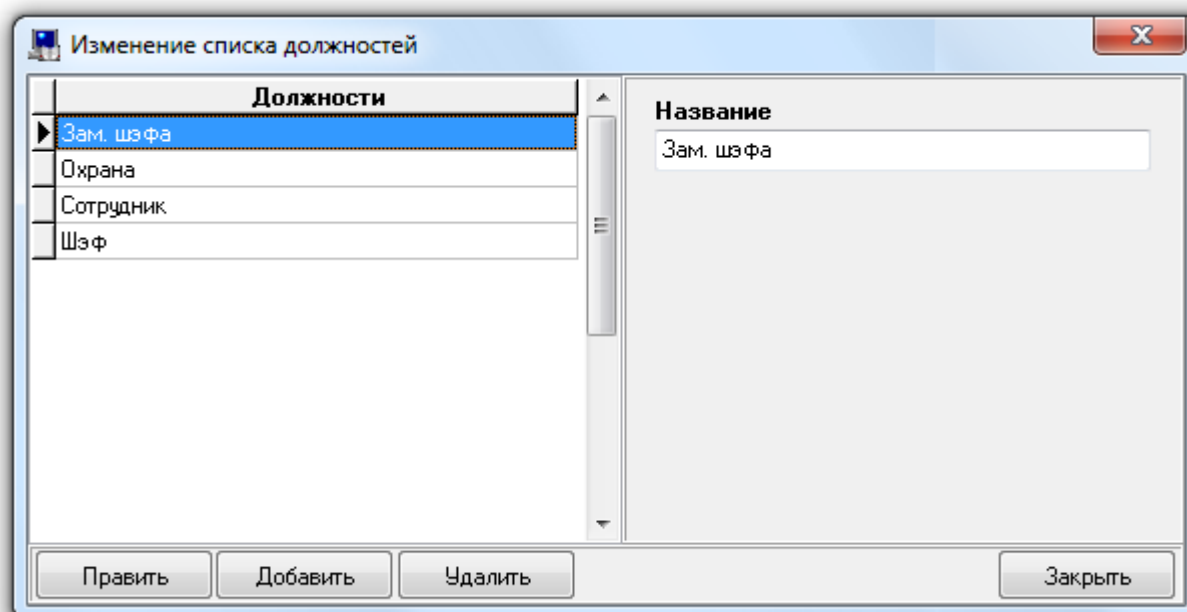 Изменение списка должностей
Должности
Зам. шэфа
Охрана
Сотрудник
Шэф
Название
Зам. шэфа
Править
Добавить
Удалить
Закрыть